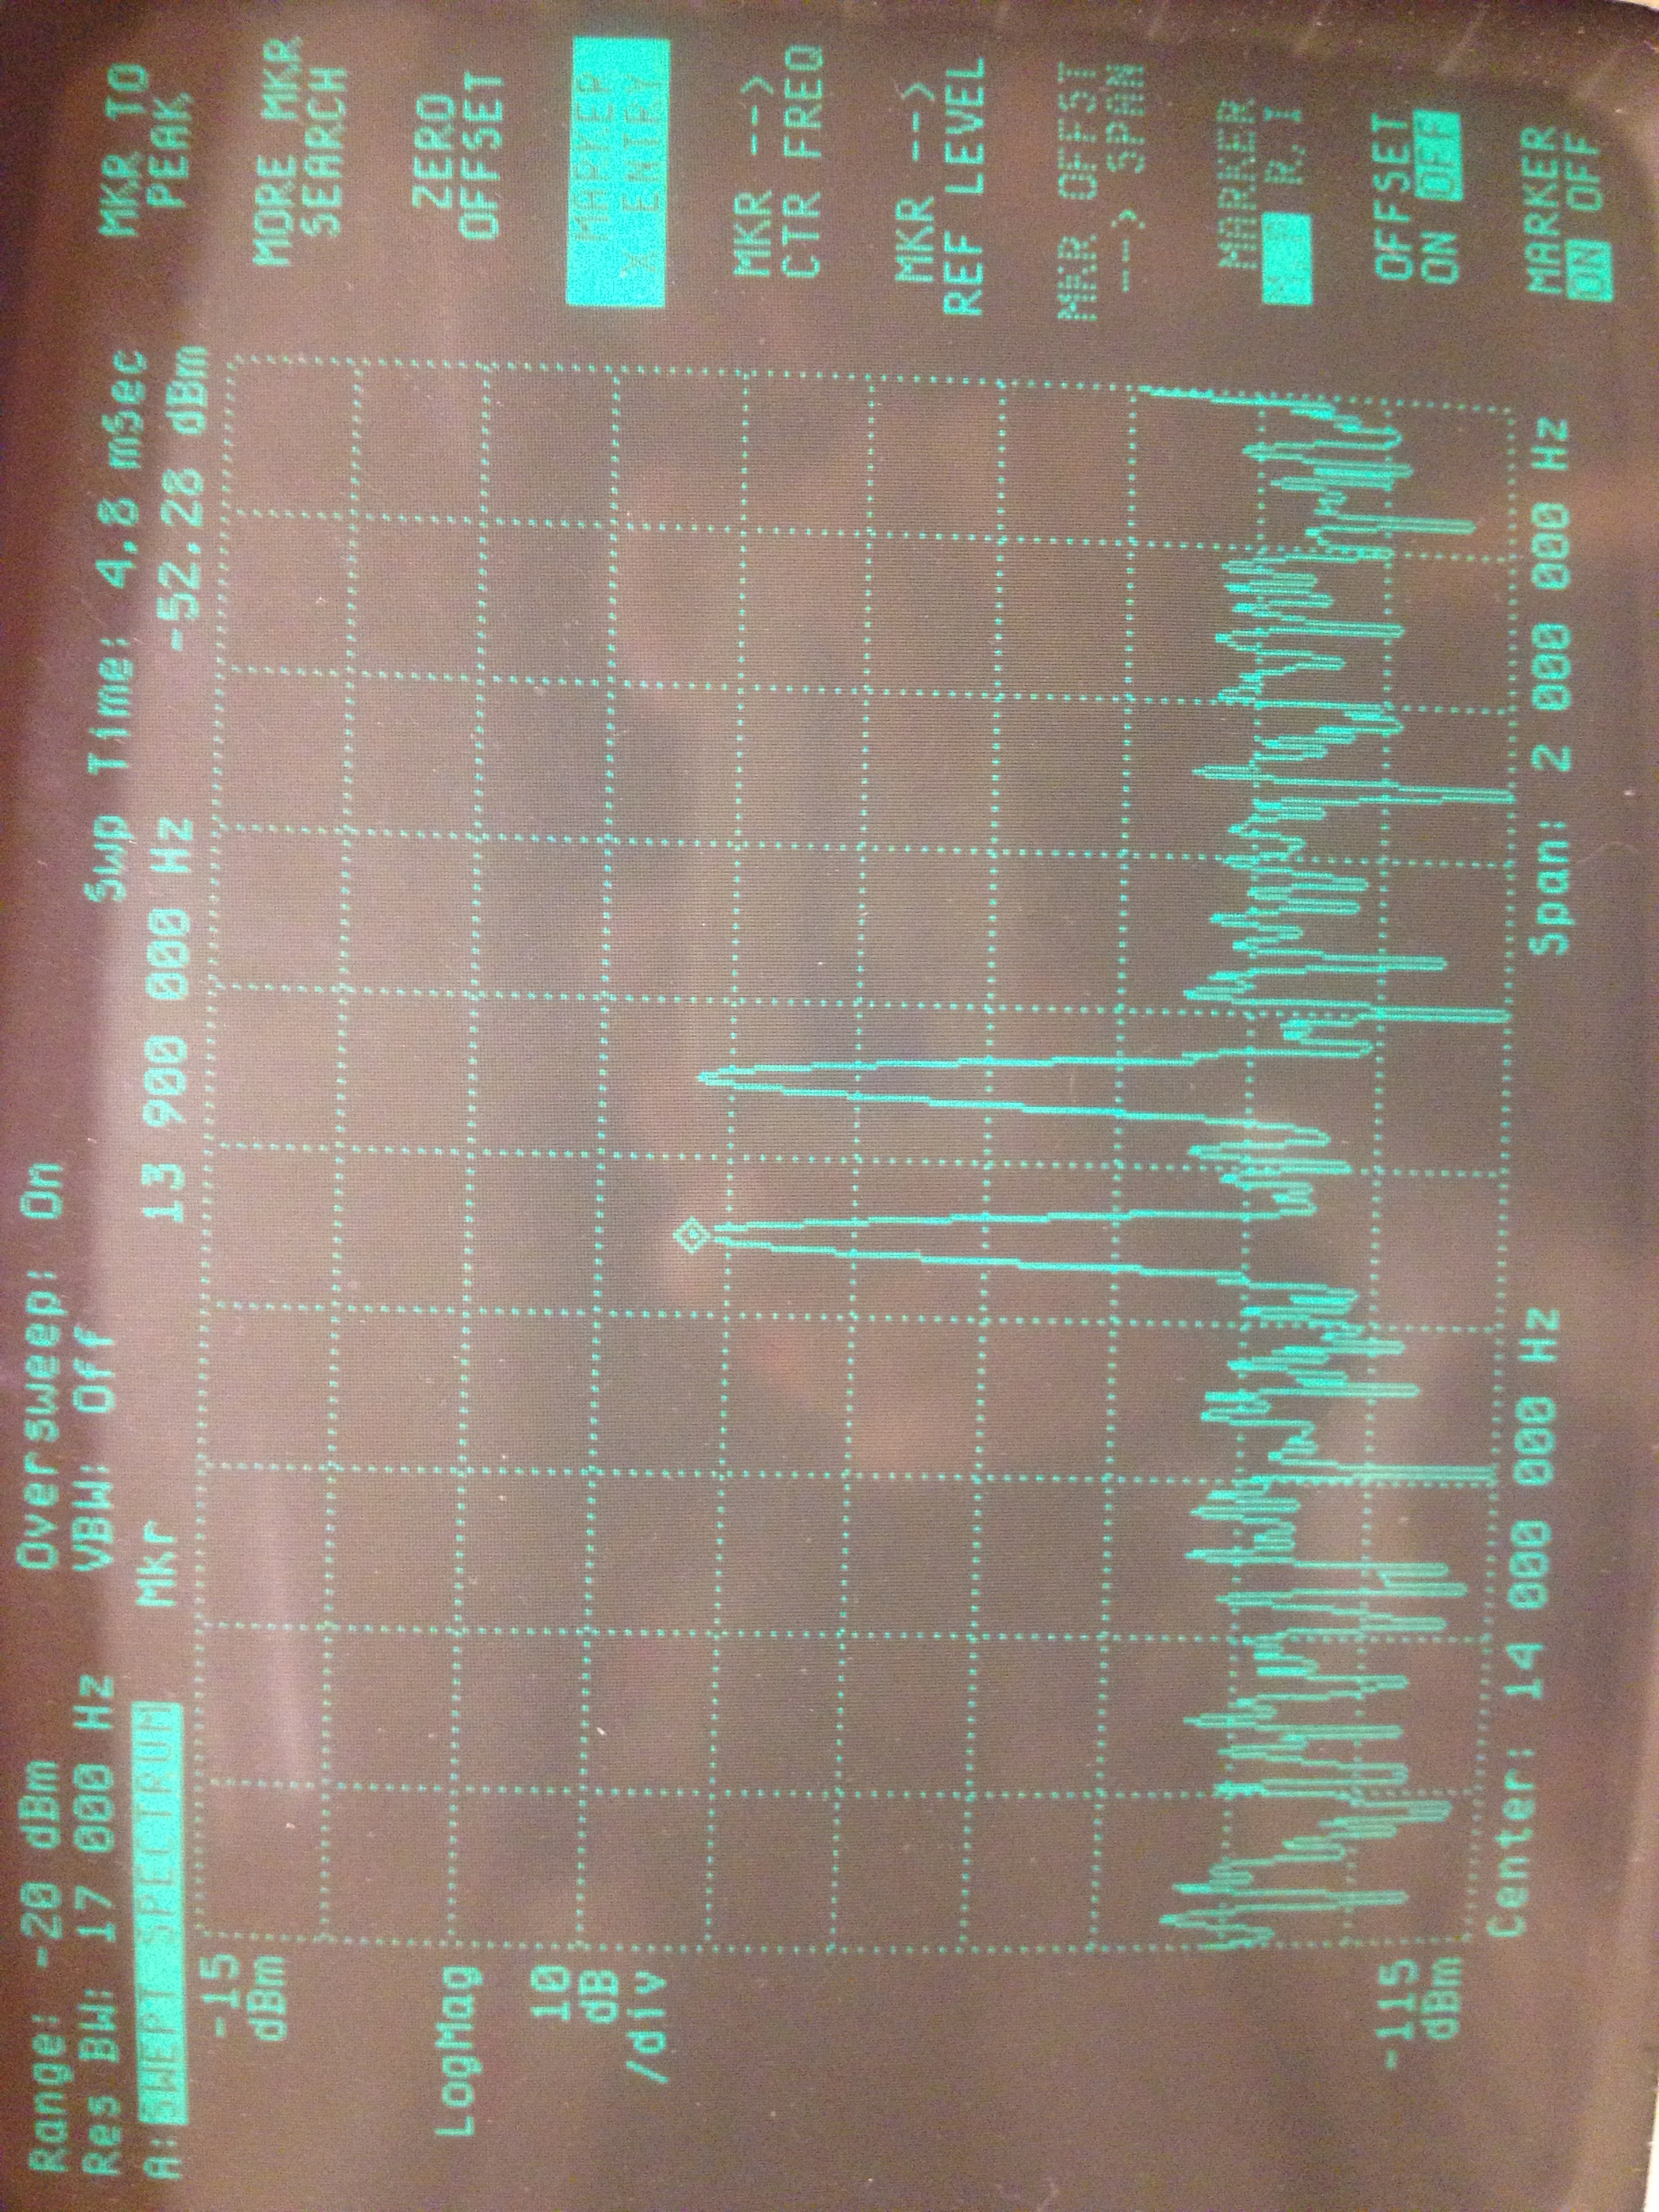 Range: -20 dBm Oversweep: On
Res BW: 17 000 Hz VBW: Off Swp Time: 4.8 mSec
A: SWEPT SPECTRUM Mkr 13 900 000 Hz -52.28 dBm
-15
dBm
LogMag
10
dB
/div
-115
dBm
Center: 14 000 000 Hz Span: 2 000 000 Hz
MKR TO
PEAK
MORE MKR
SEARCH
ZERO
OFFSET
MARKER
X ENTRY
MKR -->
CTR FREQ
MKR -->
REF LEVEL
MKR OFFST
---> SPAN
MARKER
R,I
OFFSET
ON OFF
MARKER
ON OFF